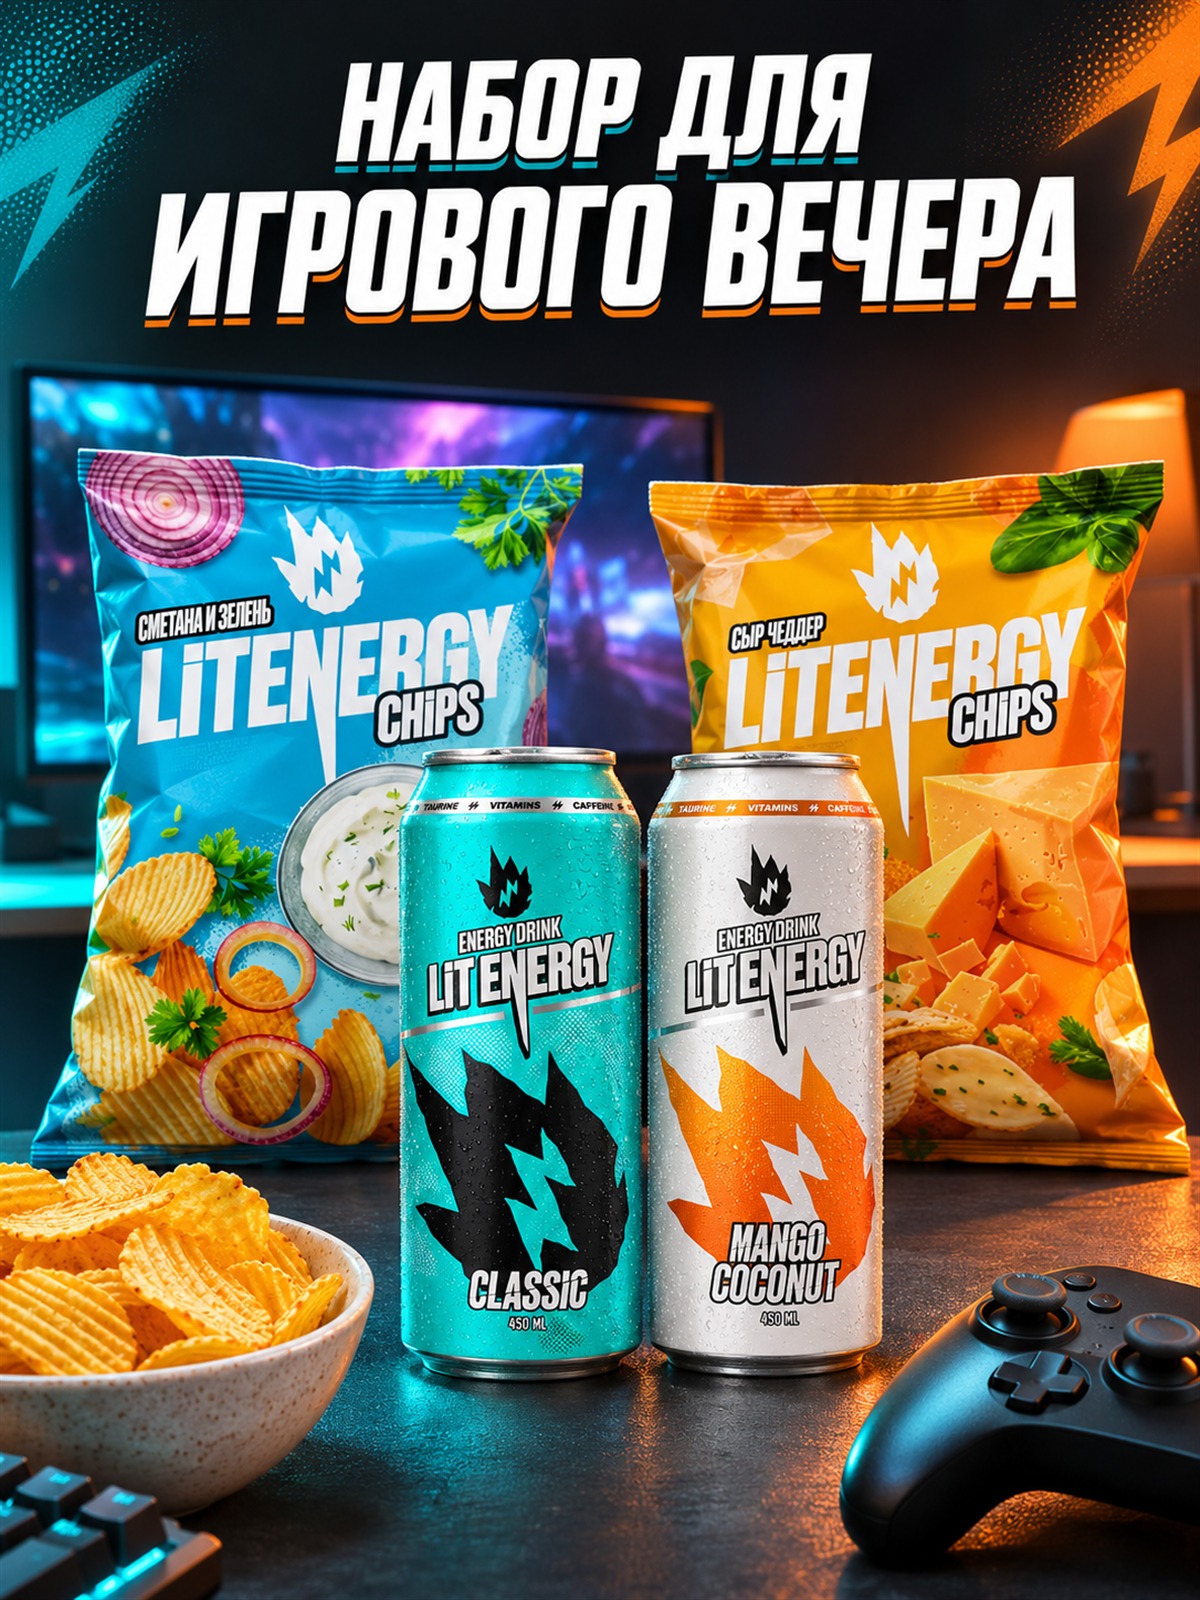 НАБОР ДЛЯ
ИГРОВОГО ВЕЧЕРА
СМЕТАНА И ЗЕЛЕНЬ
LiTENERGY
CHiPS
СЫР ЧЕДДЕР
LiTENERGY
CHiPS
TAURINE VITAMINS CAFFEINE
ENERGY DRINK
LiT ENERGY
CLASSIC
450 ML
TAURINE VITAMINS CAFFEINE
ENERGY DRINK
LiT ENERGY
MANGO
COCONUT
450 ML